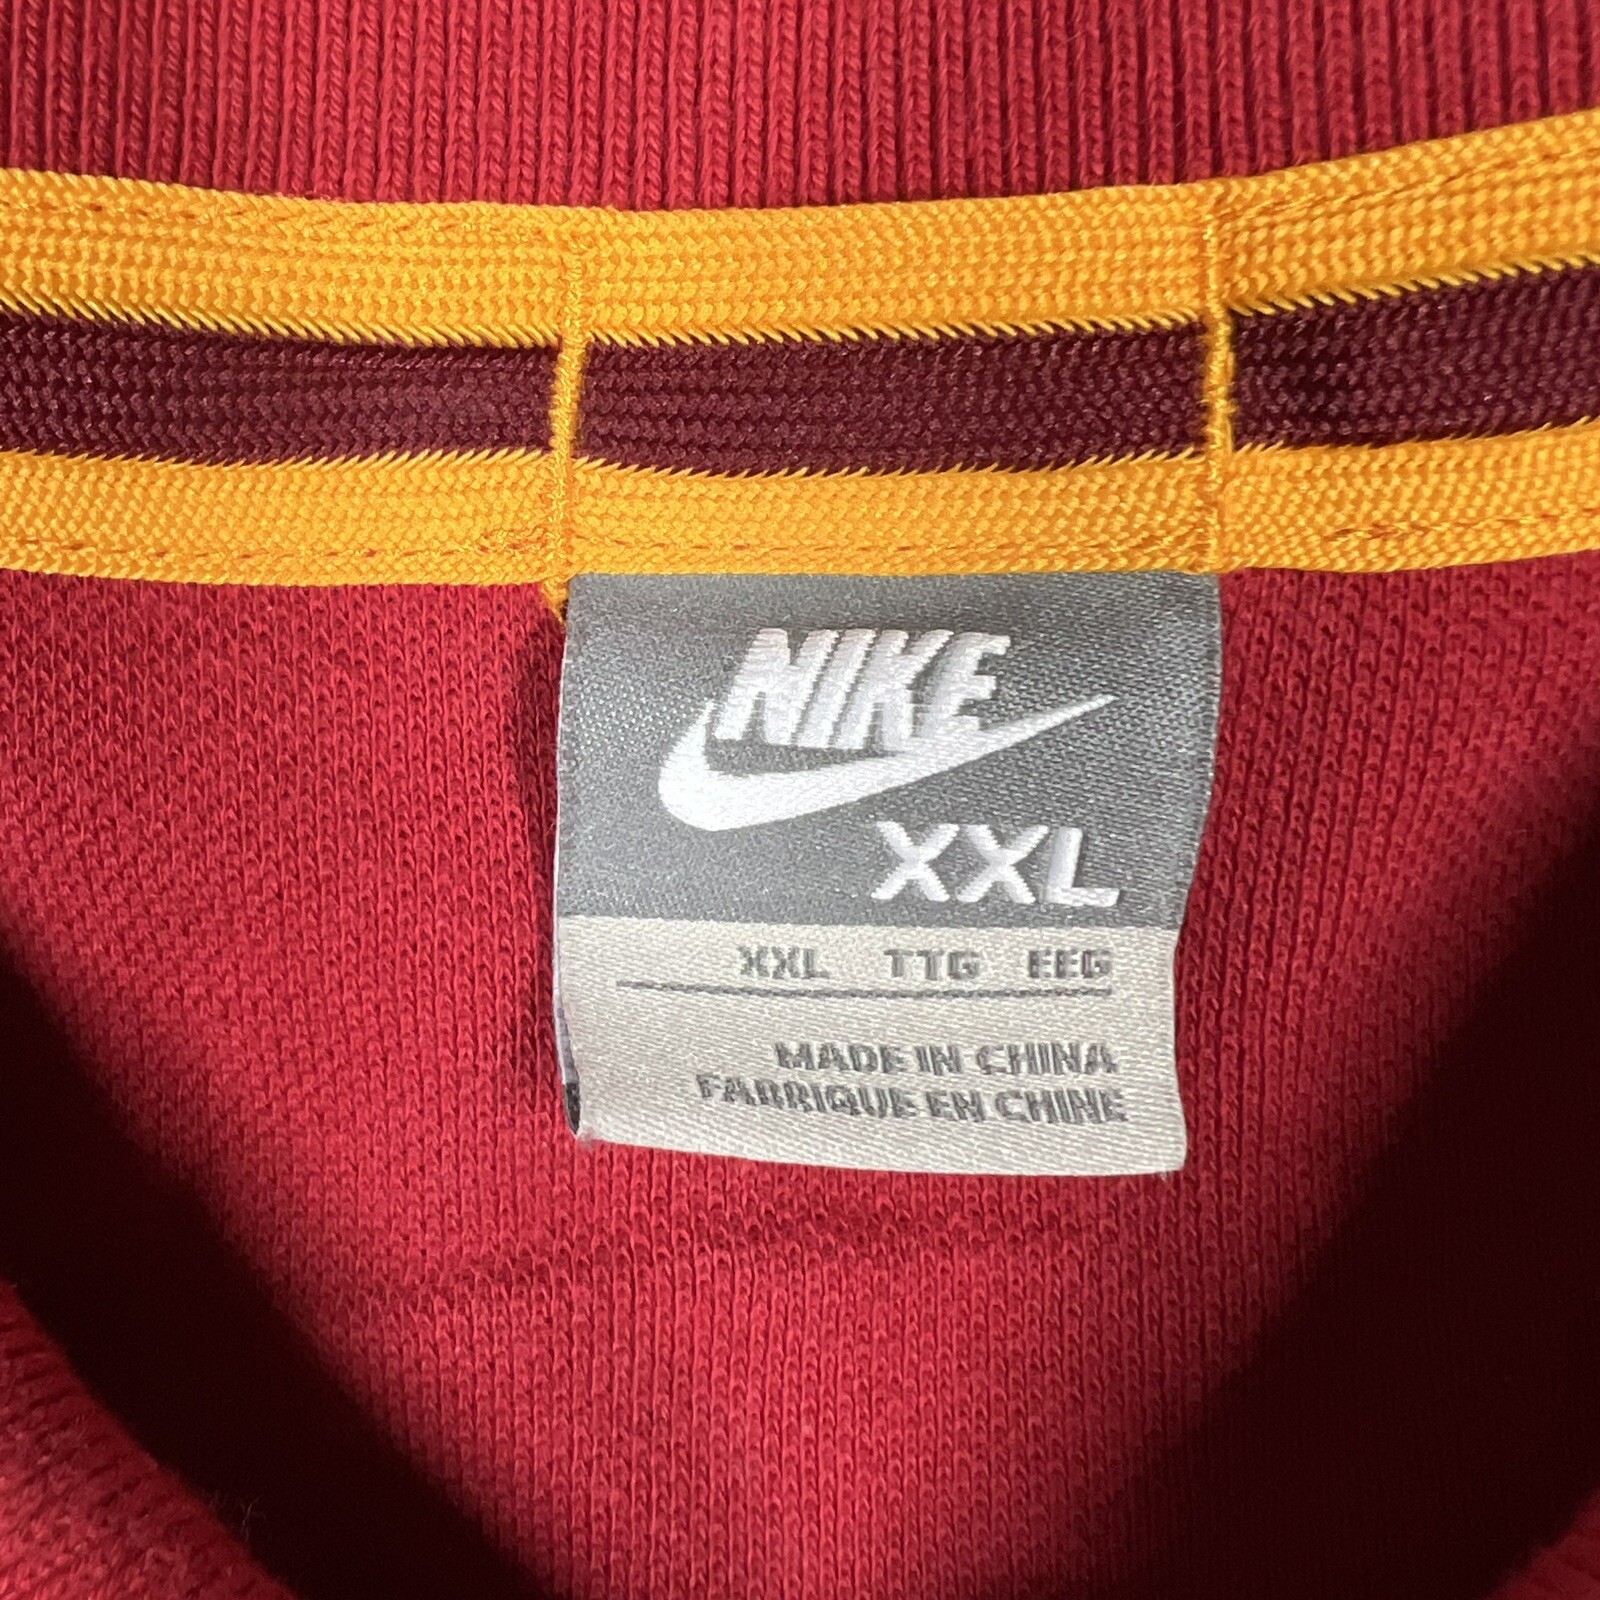 NIKE
XXL
XXL TTG EEG
MADE IN CHINA
FABRIQUE EN CHINE